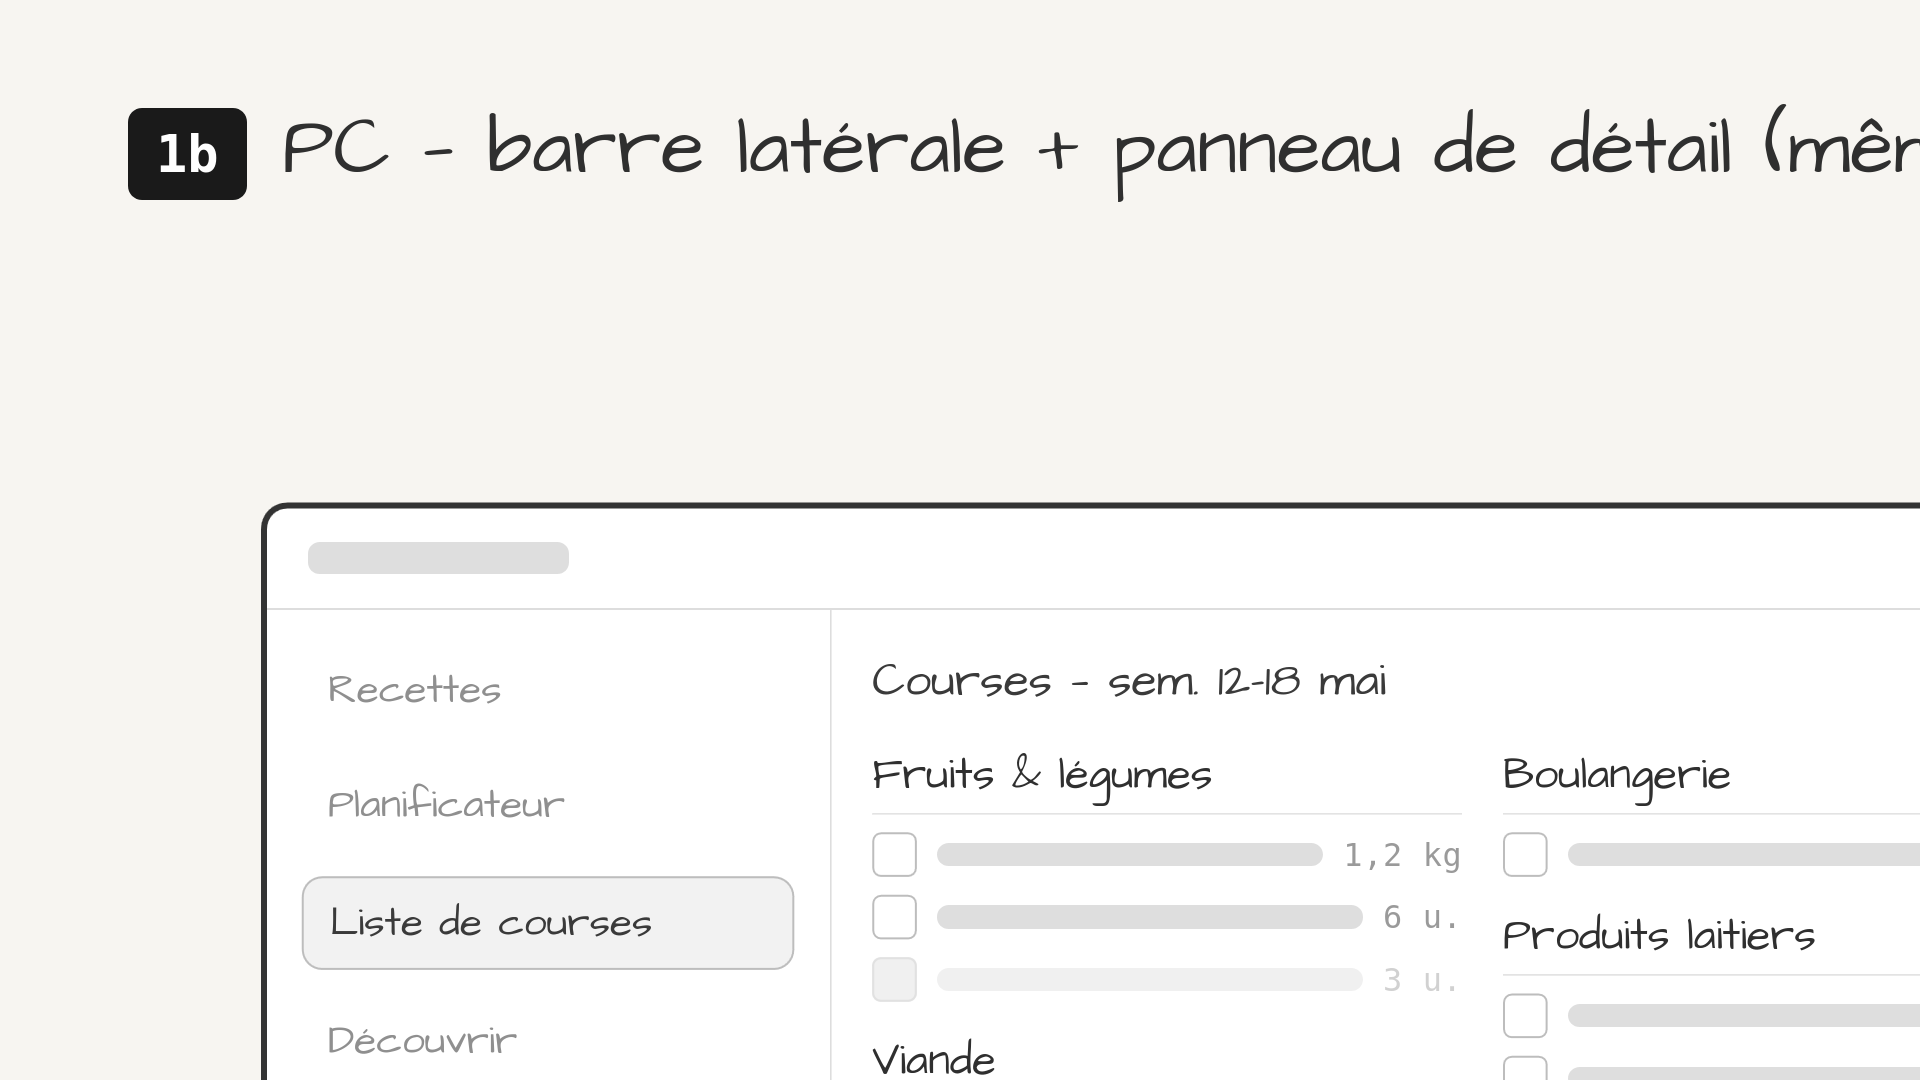 1b PC - barre latérale + panneau de détail
Recettes
Planificateur
Liste de courses
Découvrir
Courses - sem. 12-18 mai
Fruits & légumes
1,2 kg
6 u.
3 u.
Viande
Boulangerie
Produits laitiers